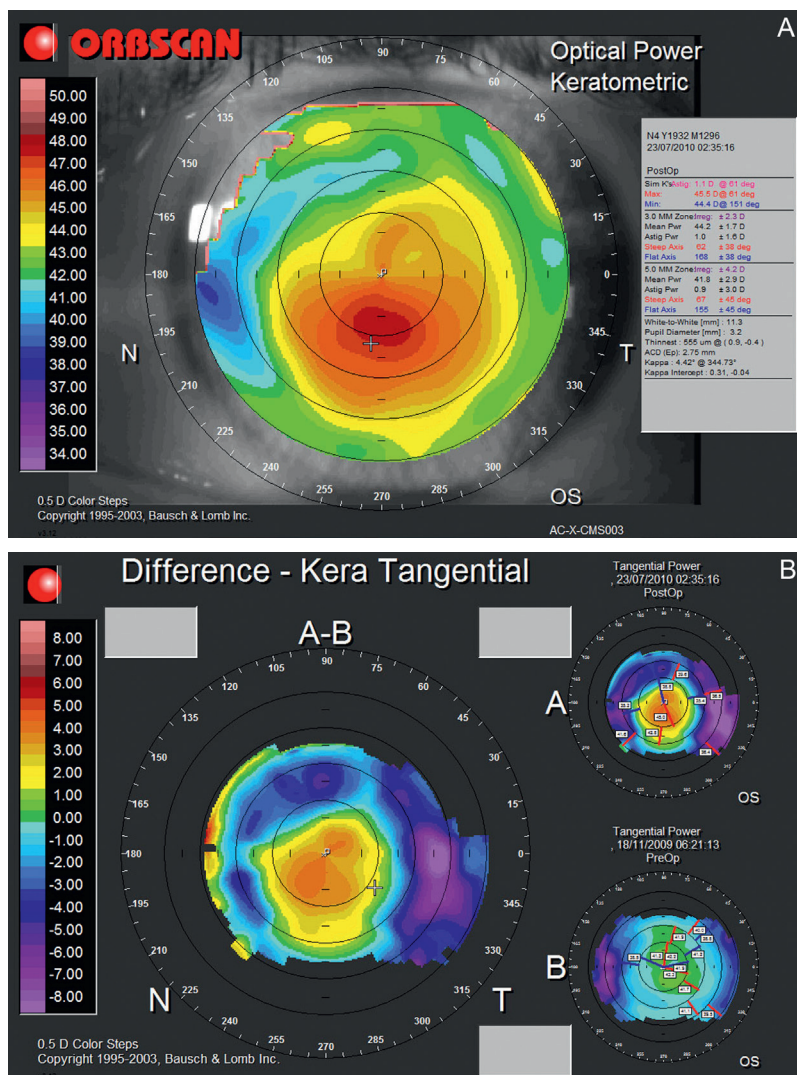 A
ORBSCAN
Optical Power
Keratometric
50.00
49.00
48.00
47.00
46.00
45.00
44.00
43.00
42.00
41.00
40.00
39.00
38.00
37.00
36.00
35.00
34.00
0.5 D Color Steps
Copyright 1995-2003, Bausch & Lomb Inc.
105
90
75
120
60
135
45
165
15
180
0
195
345
210
330
225
315
240
300
255
270
285
N
T
OS
AC-X-CMS003
N4 Y1932 M1296
23/07/2010 02:35:16
PostOp
Sim K's Astig: 1.1 D @ 61 deg
Max: 45.5 D @ 61 deg
Min: 44.4 D @ 151 deg
3.0 MM Zone: Irreg: ± 2.3 D
Mean Pwr 44.2 ± 1.7 D
Astig Pwr 1.0 ± 1.6 D
Steep Axis 62 ± 38 deg
Flat Axis 168 ± 38 deg
5.0 MM Zone: Irreg: ± 4.2 D
Mean Pwr 41.8 ± 2.9 D
Astig Pwr 0.9 ± 3.0 D
Steep Axis 67 ± 45 deg
Flat Axis 155 ± 45 deg
White-to-White [mm] : 11.3
Pupil Diameter [mm] : 3.2
Thinnest : 555 um @ ( 0.9, -0.4 )
ACD (Ep): 2.75 mm
Kappa : 4.42° @ 344.73°
Kappa Intercept : 0.31, -0.04
B
Difference - Kera Tangential
A-B
8.00
7.00
6.00
5.00
4.00
3.00
2.00
1.00
-0.00
-1.00
-2.00
-3.00
-4.00
-5.00
-6.00
-7.00
-8.00
0.5 D Color Steps
Copyright 1995-2003, Bausch & Lomb Inc.
105
90
75
120
60
135
45
165
15
180
0
195
345
210
330
225
315
240
300
255
270
285
N
T
Tangential Power
, 23/07/2010 02:35:16
PostOp
A
OS
Tangential Power
, 18/11/2009 06:21:13
PreOp
B
OS